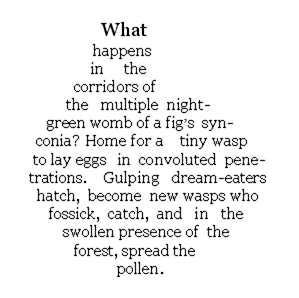 What
happens
in the
corridors of
the multiple night-
green womb of a fig's syn-
conia? Home for a tiny wasp
to lay eggs in convoluted pene-
trations. Gulping dream-eaters
hatch, become new wasps who
fossick, catch, and in the
swollen presence of the
forest, spread the
pollen.